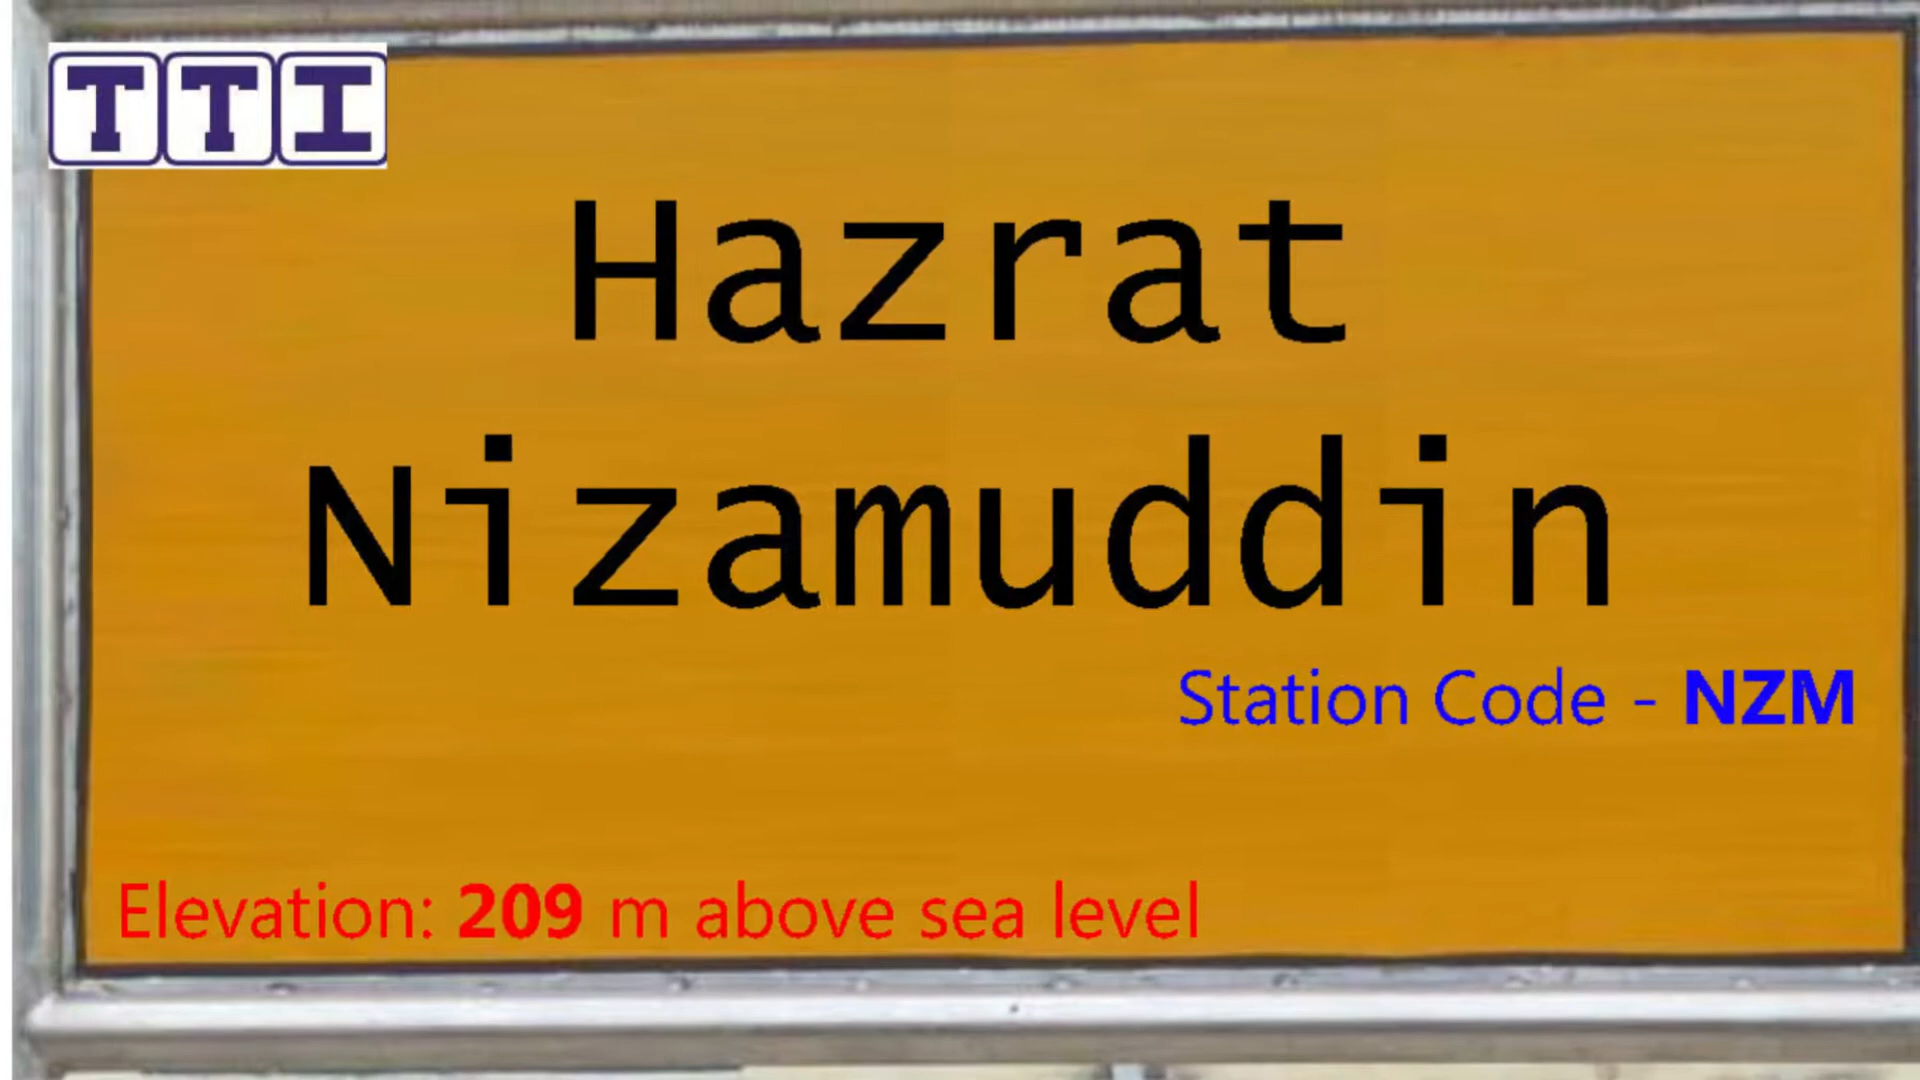 TTI
Hazrat
Nizamuddin
Station Code - NZM
Elevation: 209 m above sea level